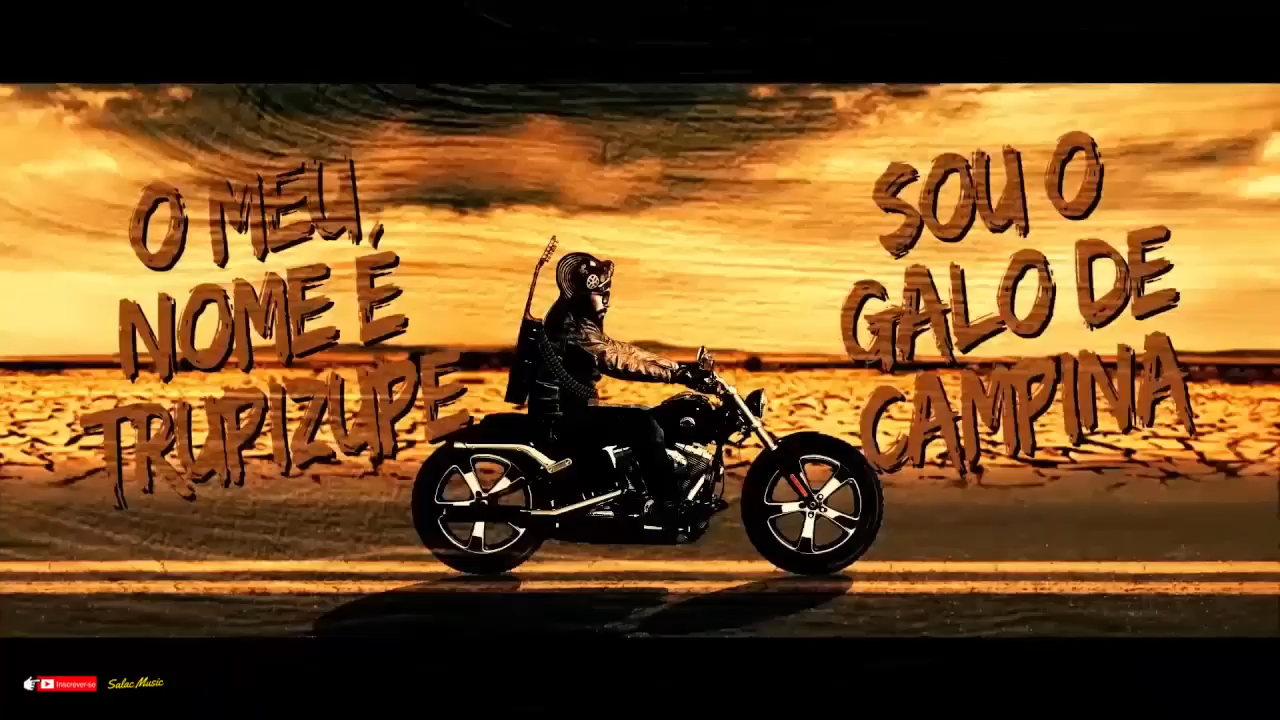 O MEU,
NOME É
TRUPIZUPE
SOU O
GALO DE
CAMPINA
Inscrever-se
Salac Music